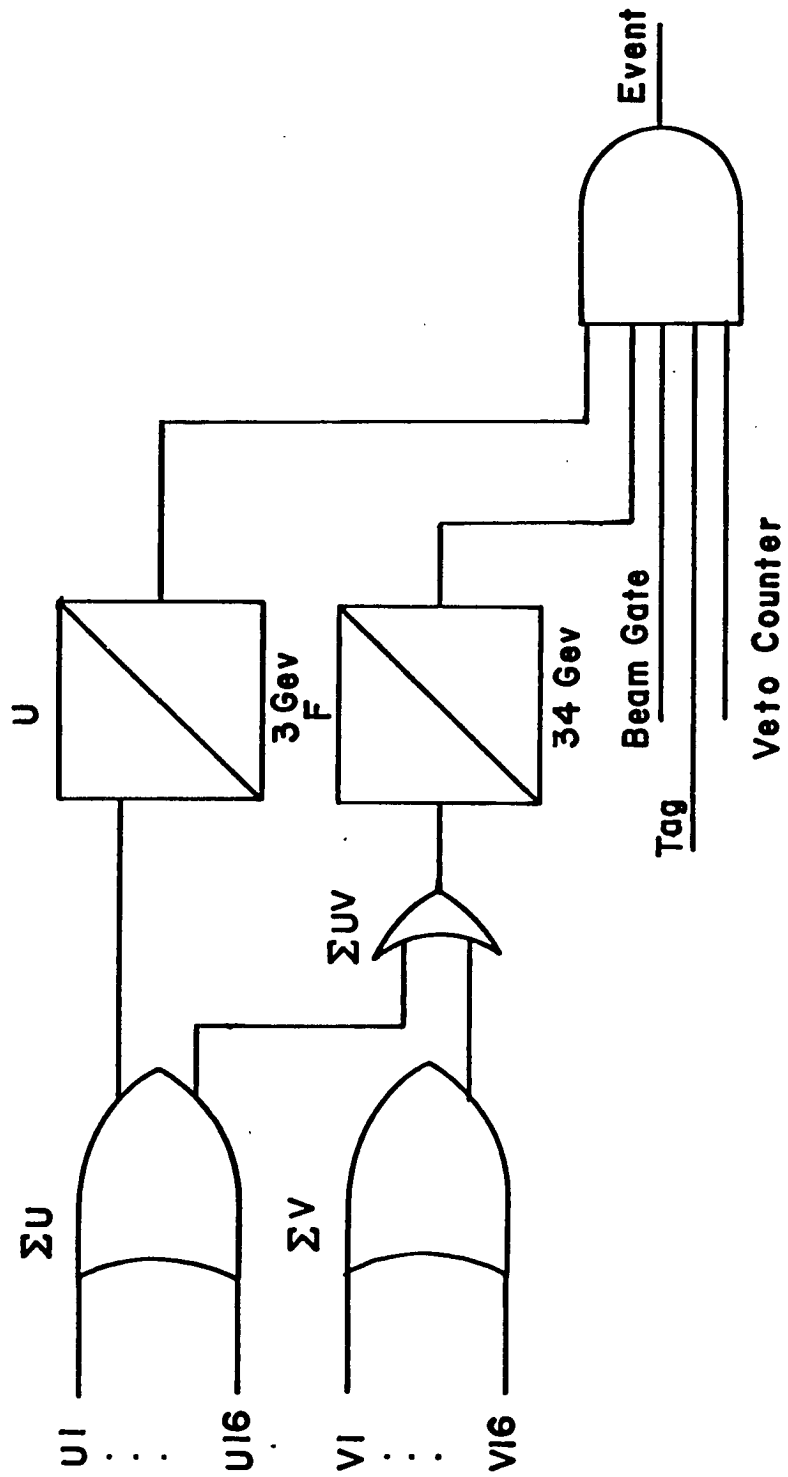 U1
. . .
U16
V1
. . .
V16
ΣU
ΣV
ΣUV
U
3 Gev
F
34 Gev
Beam Gate
Tag
Veto Counter
Event